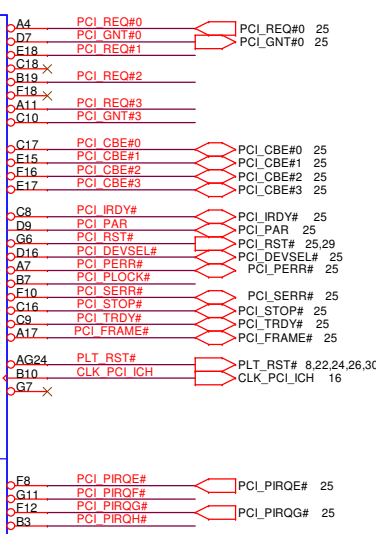 A4 PCI_REQ#0 PCI_REQ#0 25
D7 PCI_GNT#0 PCI_GNT#0 25
E18 PCI_REQ#1
C18
B19 PCI_REQ#2
F18
A11 PCI_REQ#3
C10 PCI_GNT#3
C17 PCI_CBE#0 PCI_CBE#0 25
E15 PCI_CBE#1 PCI_CBE#1 25
F16 PCI_CBE#2 PCI_CBE#2 25
E17 PCI_CBE#3 PCI_CBE#3 25
C8 PCI_IRDY# PCI_IRDY# 25
D9 PCI_PAR PCI_PAR 25
G6 PCI_RST# PCI_RST# 25,29
D16 PCI_DEVSEL# PCI_DEVSEL# 25
A7 PCI_PERR# PCI_PERR# 25
B7 PCI_PLOCK#
F10 PCI_SERR# PCI_SERR# 25
C16 PCI_STOP# PCI_STOP# 25
C9 PCI_TRDY# PCI_TRDY# 25
A17 PCI_FRAME# PCI_FRAME# 25
AG24 PLT_RST# PLT_RST# 8,22,24,26,30
B10 CLK_PCI_ICH CLK_PCI_ICH 16
G7
F8 PCI_PIRQE# PCI_PIRQE# 25
G11 PCI_PIRQF#
F12 PCI_PIRQG# PCI_PIRQG# 25
B3 PCI_PIRQH#